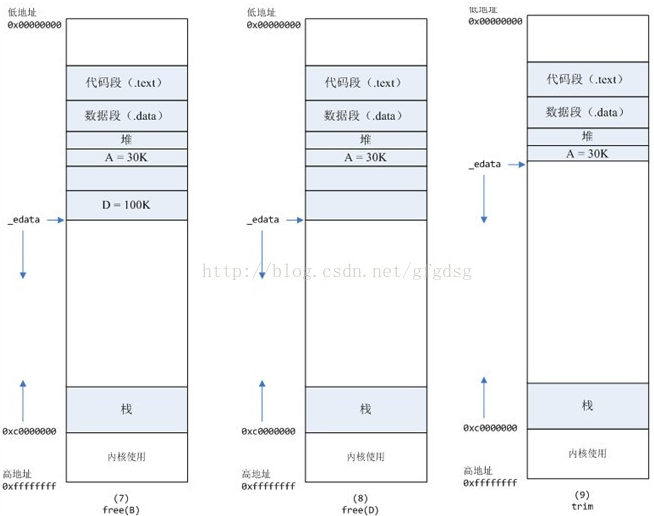 低地址
0x00000000
代码段（.text）
数据段（.data）
堆
A = 30K
_edata
D = 100K
栈
0xc0000000
内核使用
高地址
0xffffffff
(7)
free(B)
低地址
0x00000000
代码段（.text）
数据段（.data）
堆
A = 30K
_edata
栈
0xc0000000
内核使用
高地址
0xffffffff
(8)
free(D)
低地址
0x00000000
代码段（.text）
数据段（.data）
堆
A = 30K
_edata
栈
0xc0000000
内核使用
高地址
0xffffffff
(9)
trim
http://blog.csdn.net/gfgdsg